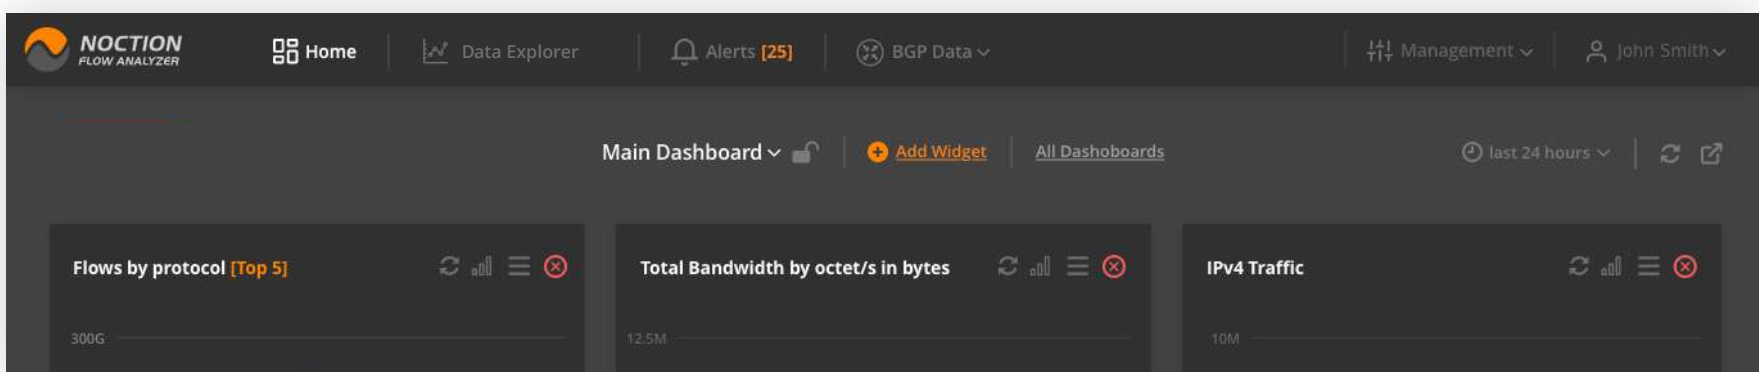 NOCTION
FLOW ANALYZER
Home
Data Explorer
Alerts [25]
BGP Data
Management
John Smith
Main Dashboard
Add Widget
All Dashoboards
last 24 hours
Flows by protocol [Top 5]
Total Bandwidth by octet/s in bytes
IPv4 Traffic
300G
12.5M
10M